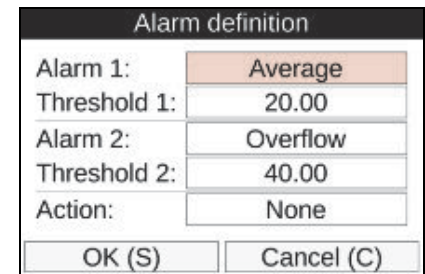 Alarm definition
Alarm 1: Average
Threshold 1: 20.00
Alarm 2: Overflow
Threshold 2: 40.00
Action: None
OK (S) Cancel (C)